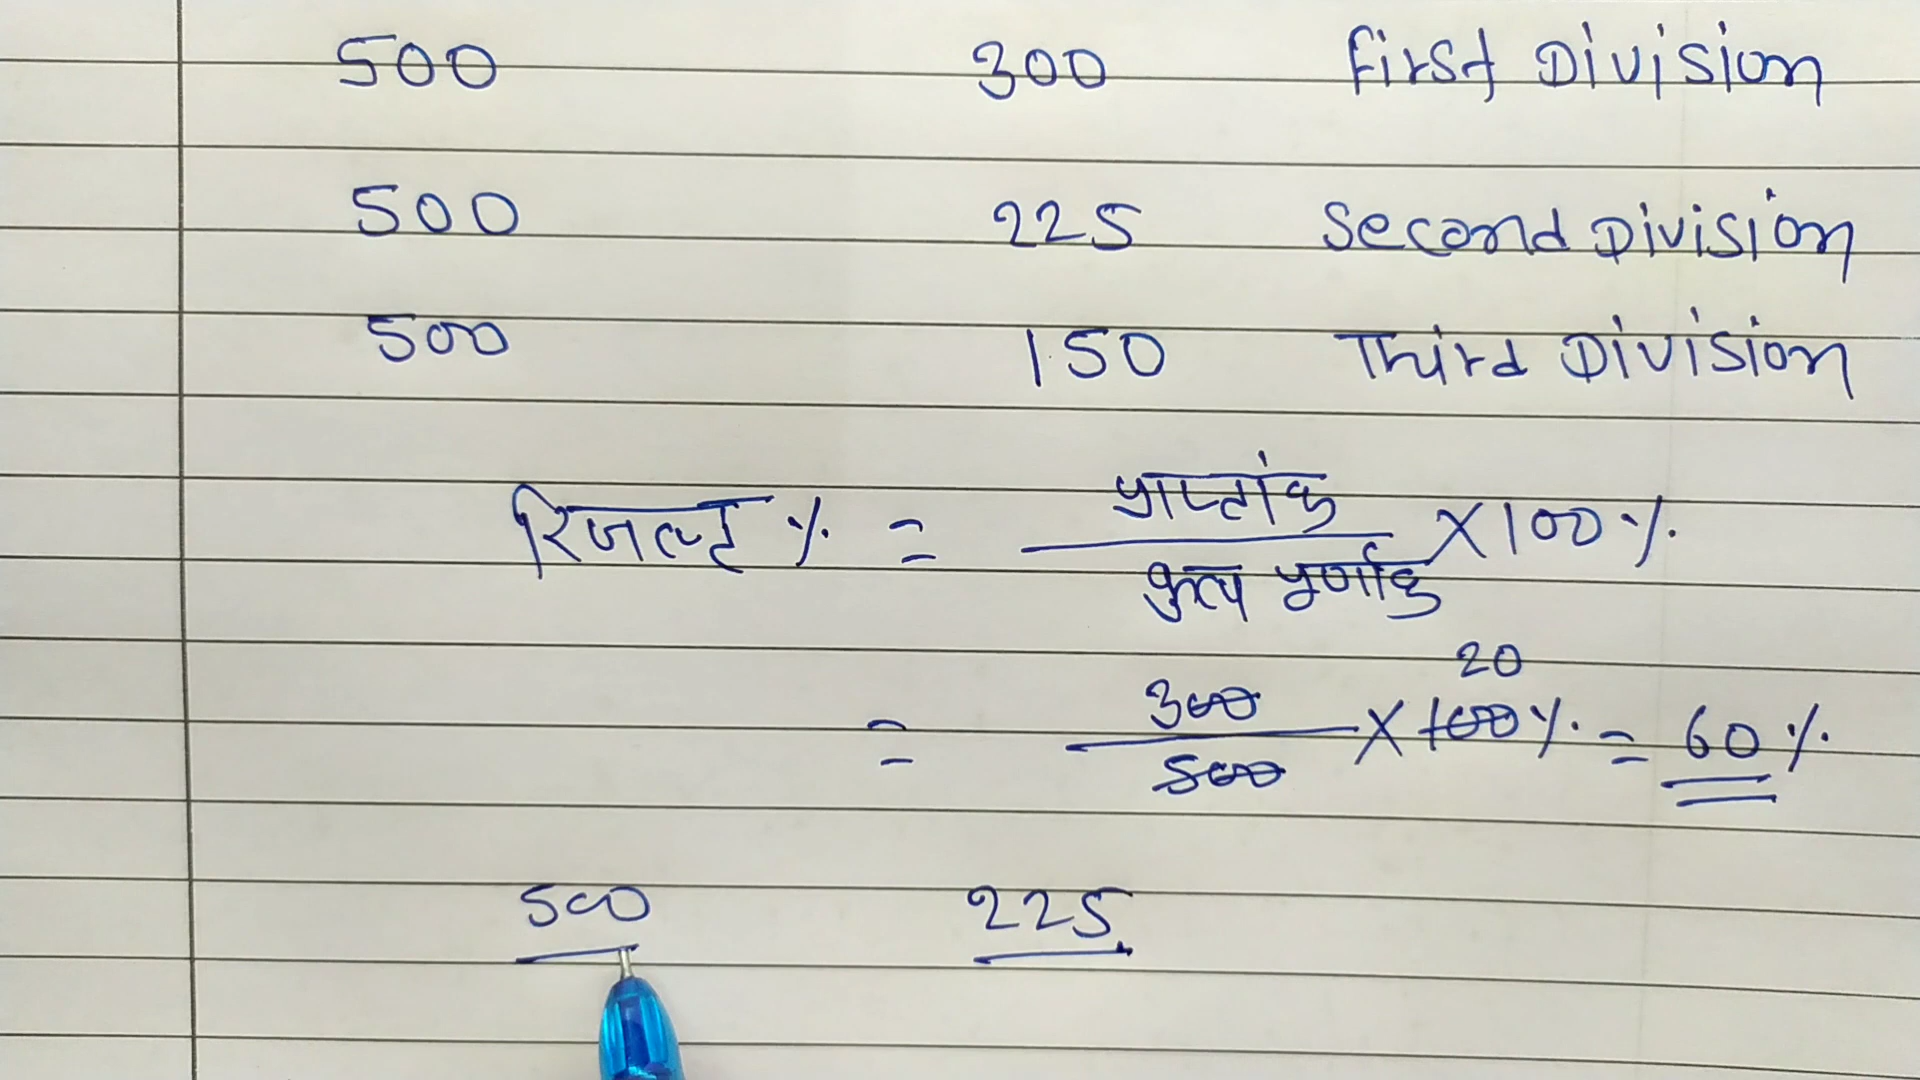 500 300 First Division
500 225 Second Division
500 150 Third Division
रिजल्ट % = प्राप्तांक / कुल पूर्णांक × 100 %
20
= 300 / 500 × 100 % = 60 %
500 225